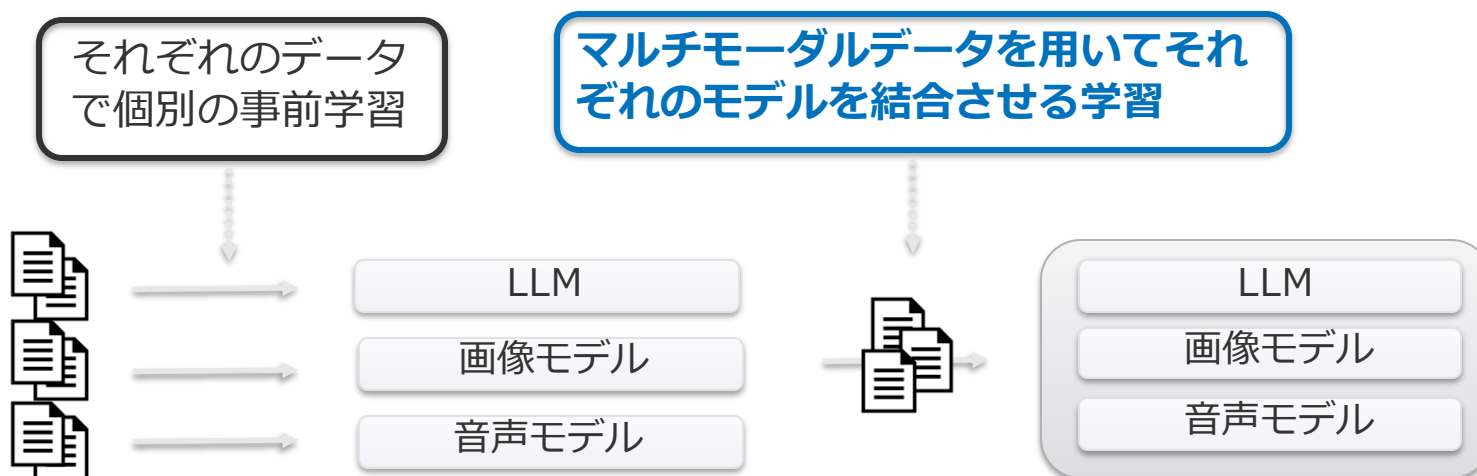 それぞれのデータ
で個別の事前学習
マルチモーダルデータを用いてそれ
ぞれのモデルを結合させる学習
LLM
画像モデル
音声モデル
LLM
画像モデル
音声モデル